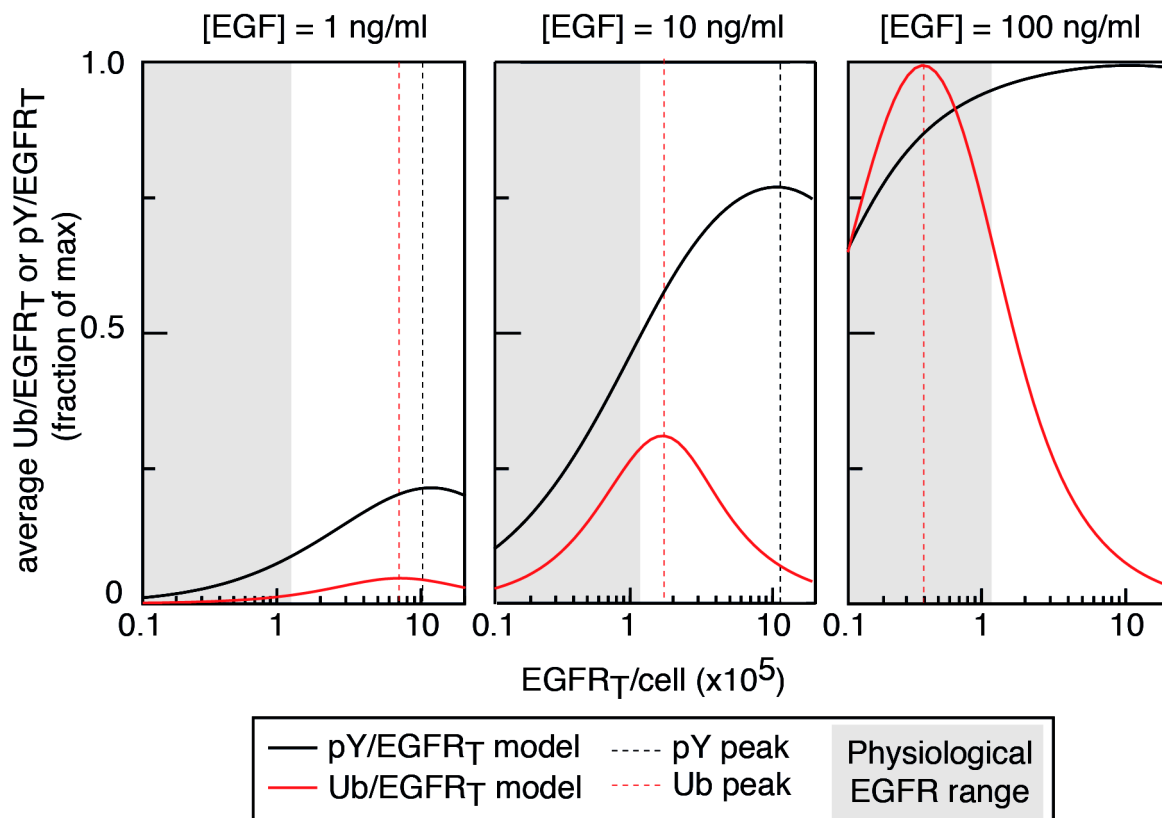 [EGF] = 1 ng/ml
[EGF] = 10 ng/ml
[EGF] = 100 ng/ml
average Ub/EGFRT or pY/EGFRT
(fraction of max)
1.0
0.5
0
0.1 1 10
0.1 1 10
0.1 1 10
EGFRT/cell (x10⁵)
pY/EGFRT model
Ub/EGFRT model
pY peak
Ub peak
Physiological
EGFR range